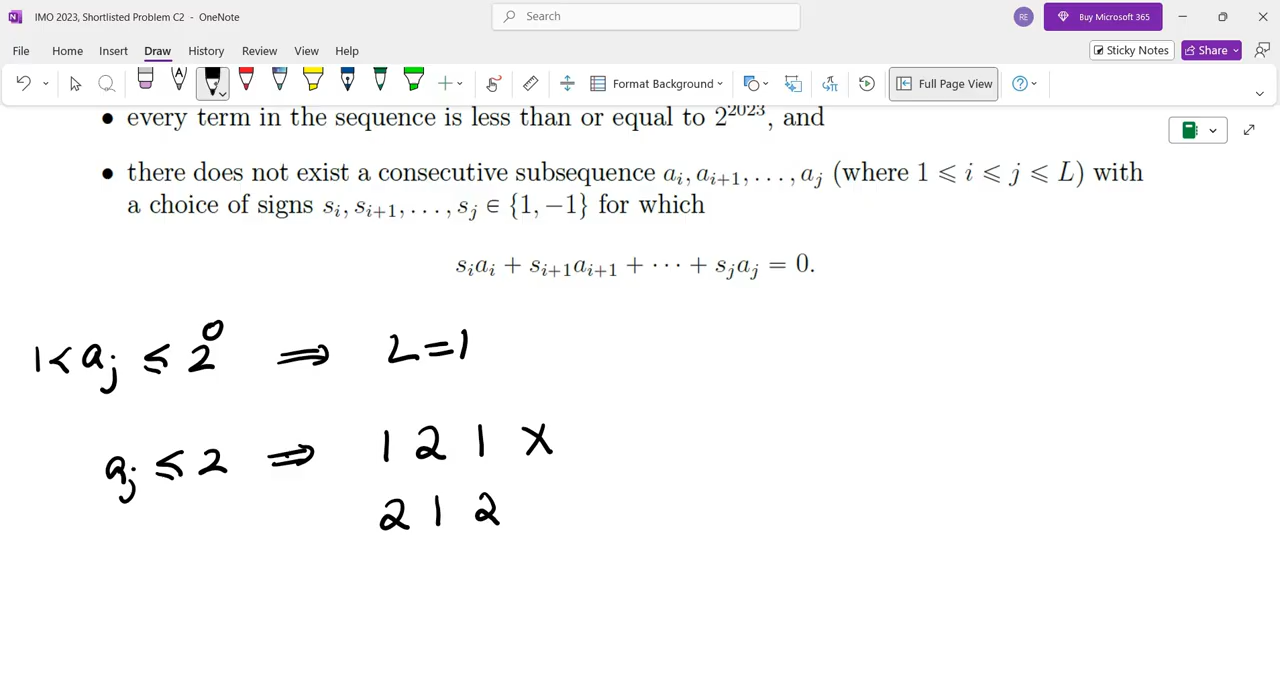 IMO 2023, Shortlisted Problem C2 - OneNote
Search
RE
Buy Microsoft 365
File Home Insert Draw History Review View Help
Sticky Notes
Share
Format Background
Full Page View
• every term in the sequence is less than or equal to 2^2023, and
• there does not exist a consecutive subsequence a_i, a_{i+1}, . . . , a_j (where 1 ⩽ i ⩽ j ⩽ L) with
a choice of signs s_i, s_{i+1}, . . . , s_j ∈ {1, −1} for which
s_i a_i + s_{i+1} a_{i+1} + · · · + s_j a_j = 0.
1 < a_j ≤ 2^0 ⇒ L = 1
a_j ≤ 2 ⇒ 1 2 1 X
2 1 2